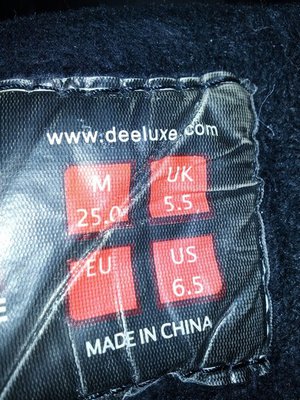 www.deeluxe.com
M UK
25.0 5.5
EU US
6.5
MADE IN CHINA